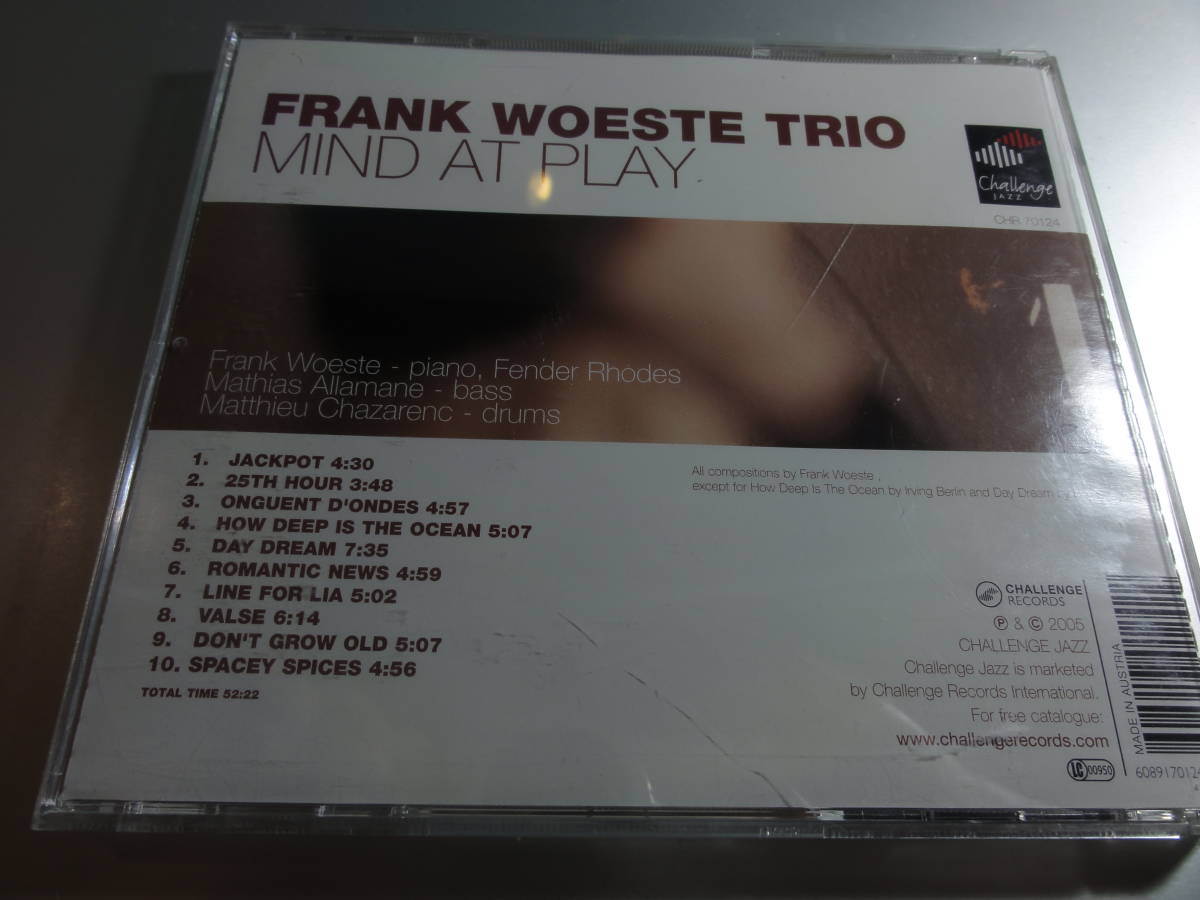 FRANK WOESTE TRIO
MIND AT PLAY
Challenge
JAZZ
CHR 70124
Frank Woeste - piano, Fender Rhodes
Mathias Allamane - bass
Matthieu Chazarenc - drums
1. JACKPOT 4:30
2. 25TH HOUR 3:48
3. ONGUENT D'ONDES 4:57
4. HOW DEEP IS THE OCEAN 5:07
5. DAY DREAM 7:35
6. ROMANTIC NEWS 4:59
7. LINE FOR LIA 5:02
8. VALSE 6:14
9. DON'T GROW OLD 5:07
10. SPACEY SPICES 4:56
TOTAL TIME 52:22
All compositions by Frank Woeste ,
except for How Deep Is The Ocean by Irving Berlin and Day Dream by
CHALLENGE
RECORDS
℗ & © 2005
CHALLENGE JAZZ
Challenge Jazz is marketed
by Challenge Records International.
For free catalogue:
www.challengerecords.com
LC 00950
MADE IN AUSTRIA
6089170124